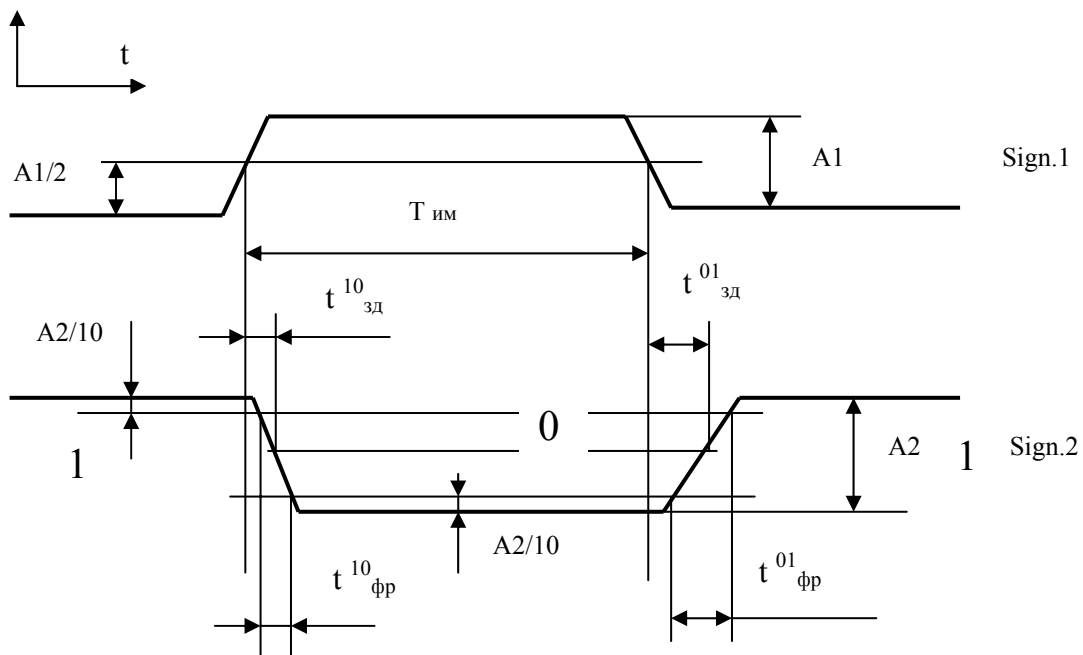 t
A1/2
A1
Sign.1
T им
t 10 зд
t 01 зд
A2/10
1
0
A2
1
Sign.2
A2/10
t 10 фр
t 01 фр